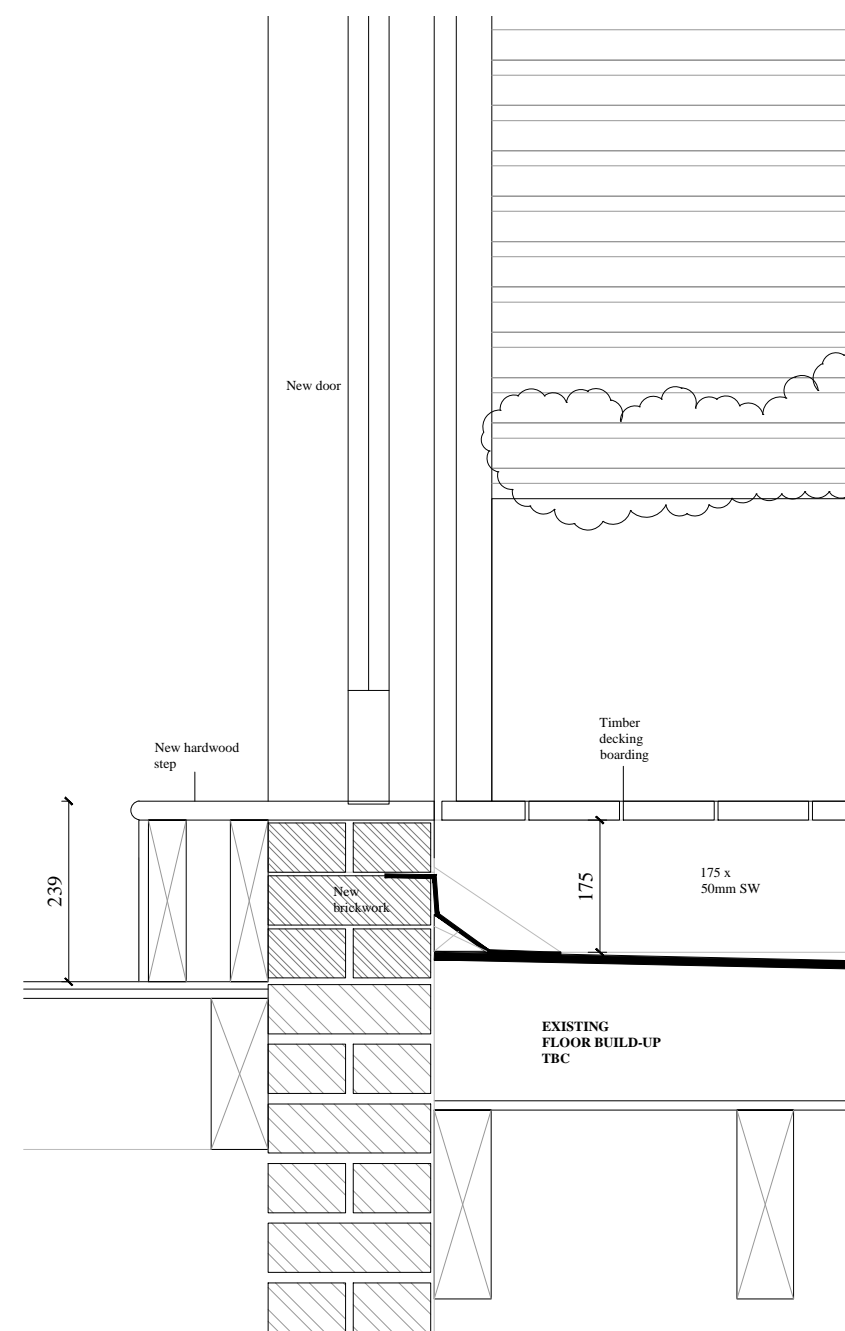 New door
Timber
decking
boarding
New hardwood
step
239
175
175 x
50mm SW
New
brickwork
EXISTING
FLOOR BUILD-UP
TBC